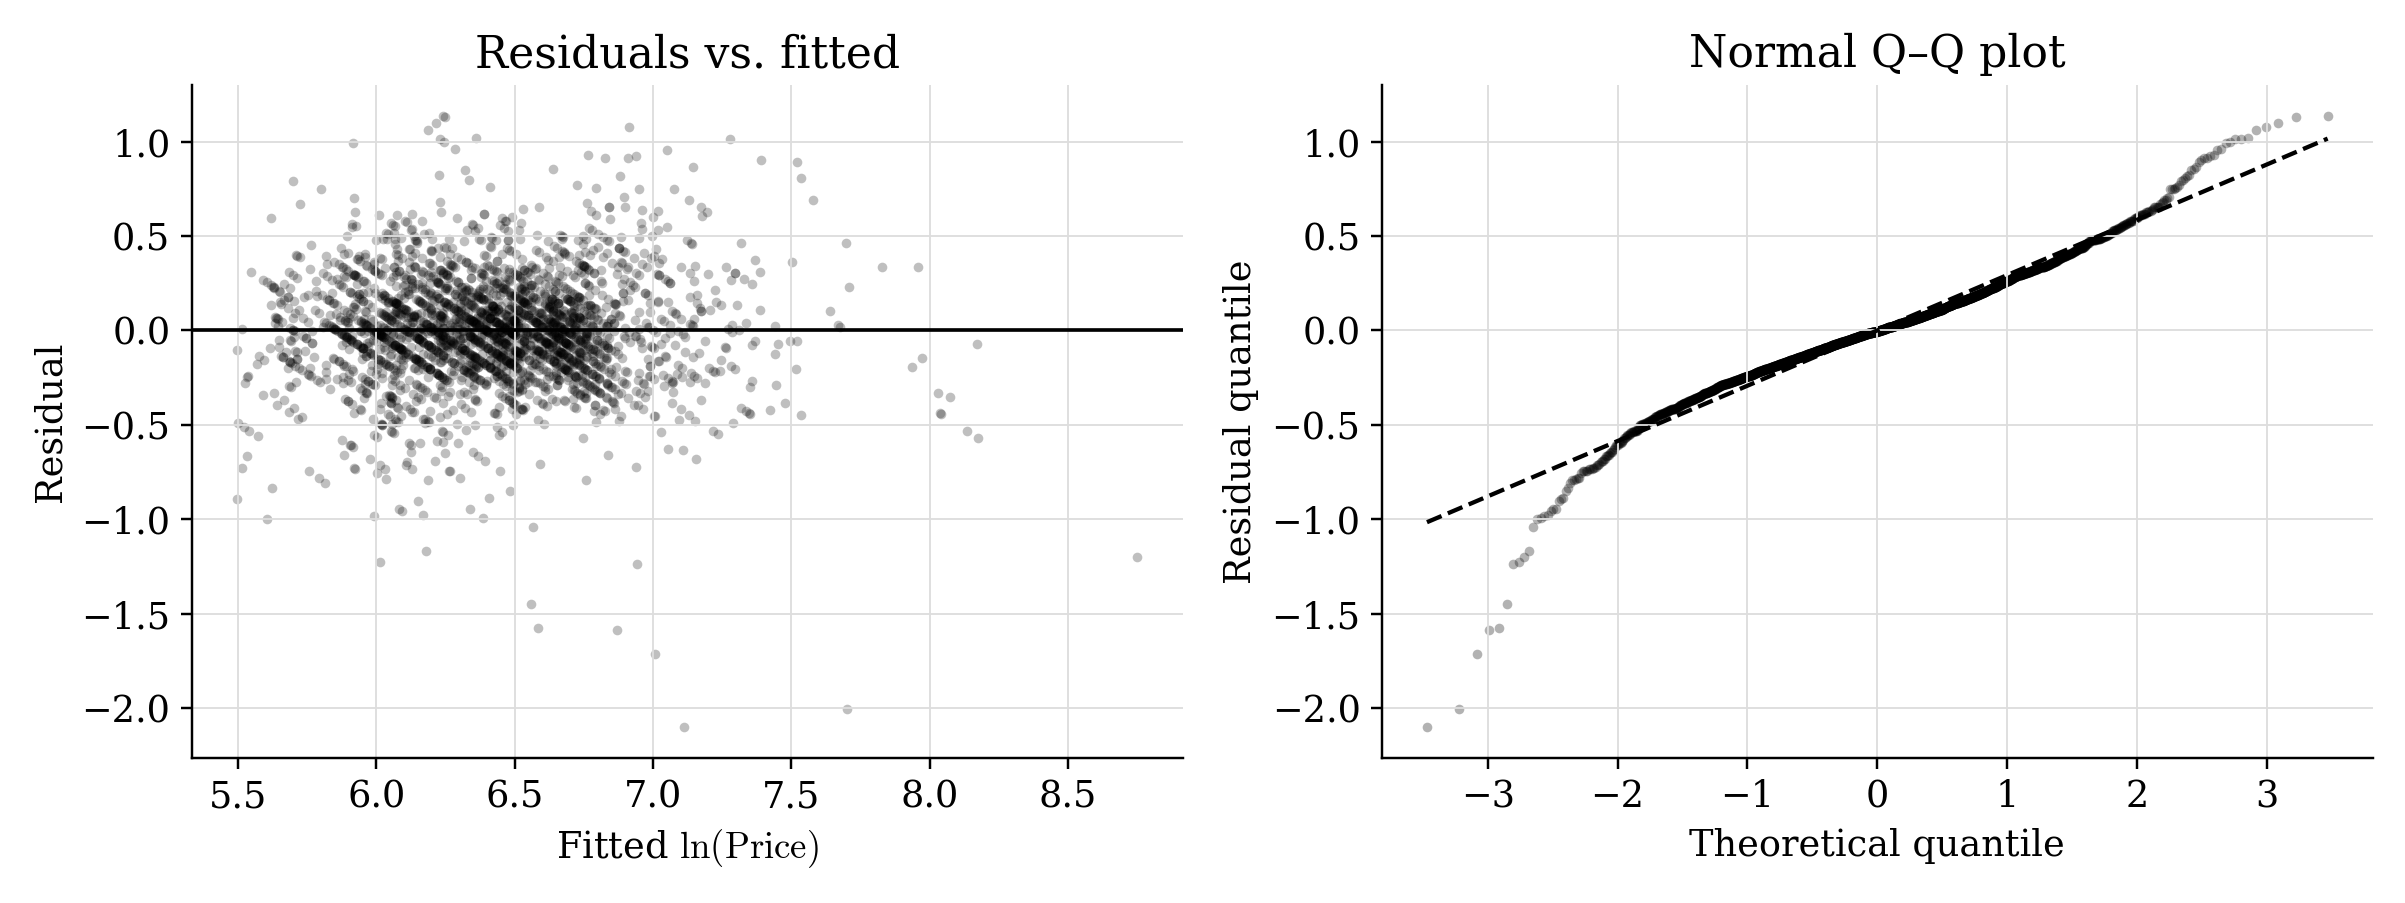 Residuals vs. fitted
Residual
1.0
0.5
0.0
−0.5
−1.0
−1.5
−2.0
5.5 6.0 6.5 7.0 7.5 8.0 8.5
Fitted ln(Price)
Normal Q–Q plot
Residual quantile
1.0
0.5
0.0
−0.5
−1.0
−1.5
−2.0
−3 −2 −1 0 1 2 3
Theoretical quantile